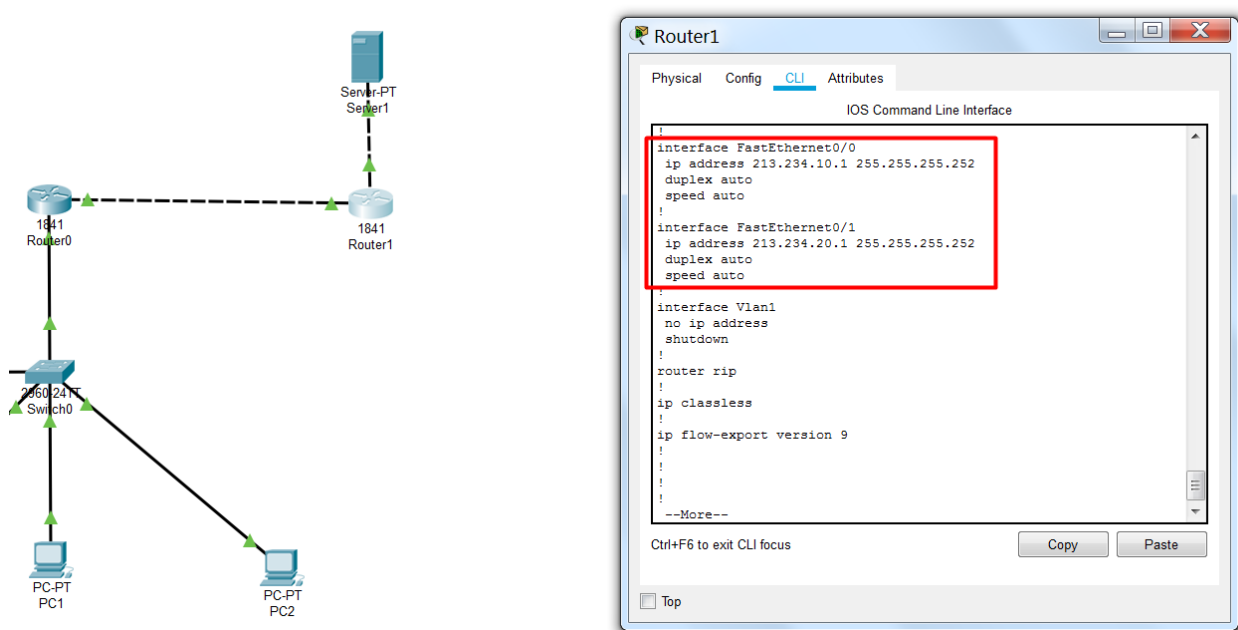 Server-PT
Server1
1841
Router0
1841
Router1
2960-24TT
Switch0
PC-PT
PC1
PC-PT
PC2
Router1
Physical Config CLI Attributes
IOS Command Line Interface
!
interface FastEthernet0/0
ip address 213.234.10.1 255.255.255.252
duplex auto
speed auto
!
interface FastEthernet0/1
ip address 213.234.20.1 255.255.255.252
duplex auto
speed auto
!
interface Vlan1
no ip address
shutdown
!
router rip
!
ip classless
!
ip flow-export version 9
!
!
!
!
--More--
Ctrl+F6 to exit CLI focus
Copy Paste
Top